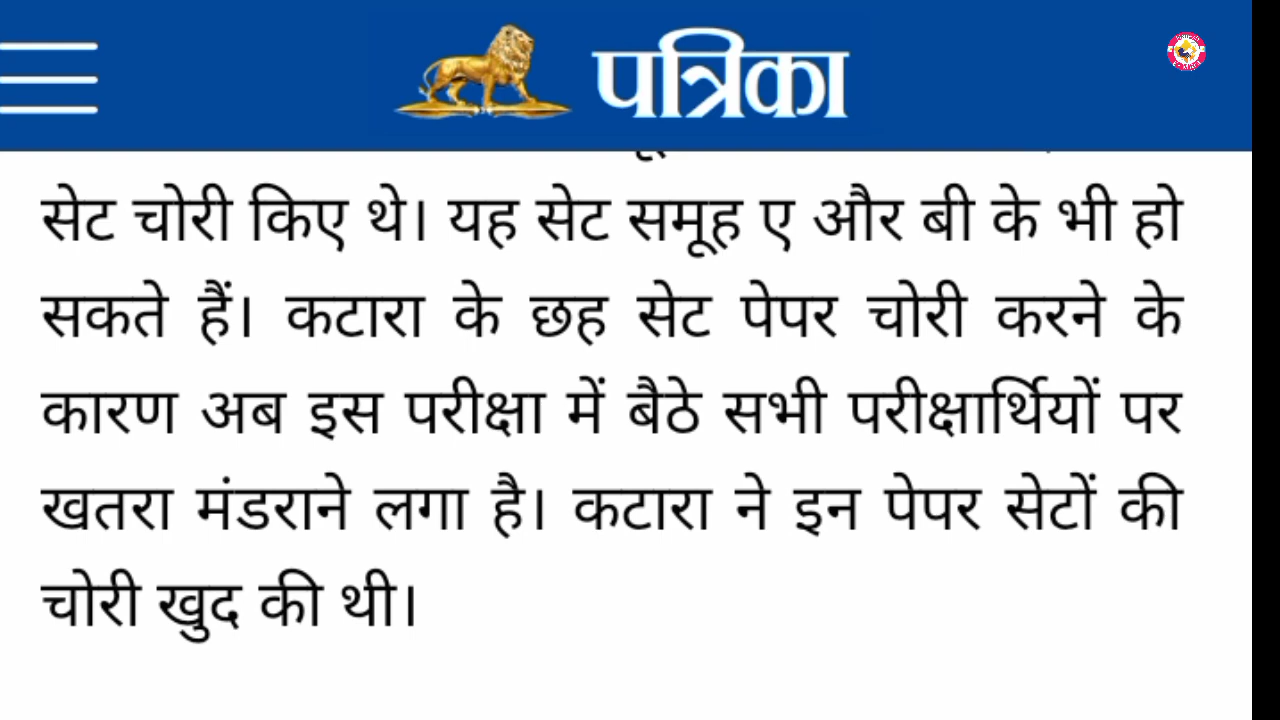 पत्रिका
सेट चोरी किए थे। यह सेट समूह ए और बी के भी हो
सकते हैं। कटारा के छह सेट पेपर चोरी करने के
कारण अब इस परीक्षा में बैठे सभी परीक्षार्थियों पर
खतरा मंडराने लगा है। कटारा ने इन पेपर सेटों की
चोरी खुद की थी।